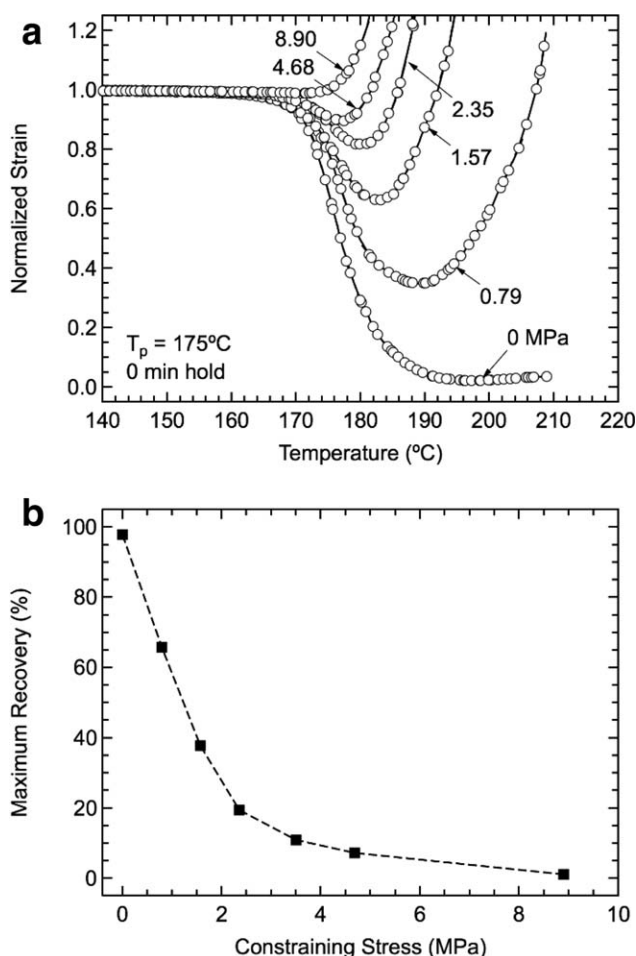 a
1.2
8.90
4.68
1.0
2.35
0.8
1.57
Normalized Strain
0.6
0.4
0.79
0.2
Tp = 175ºC
0 MPa
0 min hold
0.0
140 150 160 170 180 190 200 210 220
Temperature (ºC)
b
100
80
60
40
20
0
Maximum Recovery (%)
0 2 4 6 8 10
Constraining Stress (MPa)